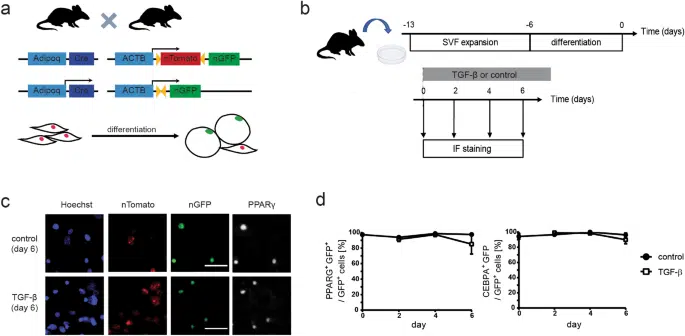 a
Adipoq Cre ACTB nTomato nGFP
Adipoq Cre ACTB nGFP
differentiation
b
-13 -6 0 Time (days)
SVF expansion differentiation
TGF-β or control
0 2 4 6 Time (days)
IF staining
c
Hoechst nTomato nGFP PPARγ
control
(day 6)
TGF-β
(day 6)
d
PPARG⁺ GFP⁺
/ GFP⁺ cells [%]
100
80
60
40
20
0
0 2 4 6
day
CEBPA⁺ GFP
/ GFP⁺ cells [%]
100
80
60
40
20
0
0 2 4 6
day
control
TGF-β